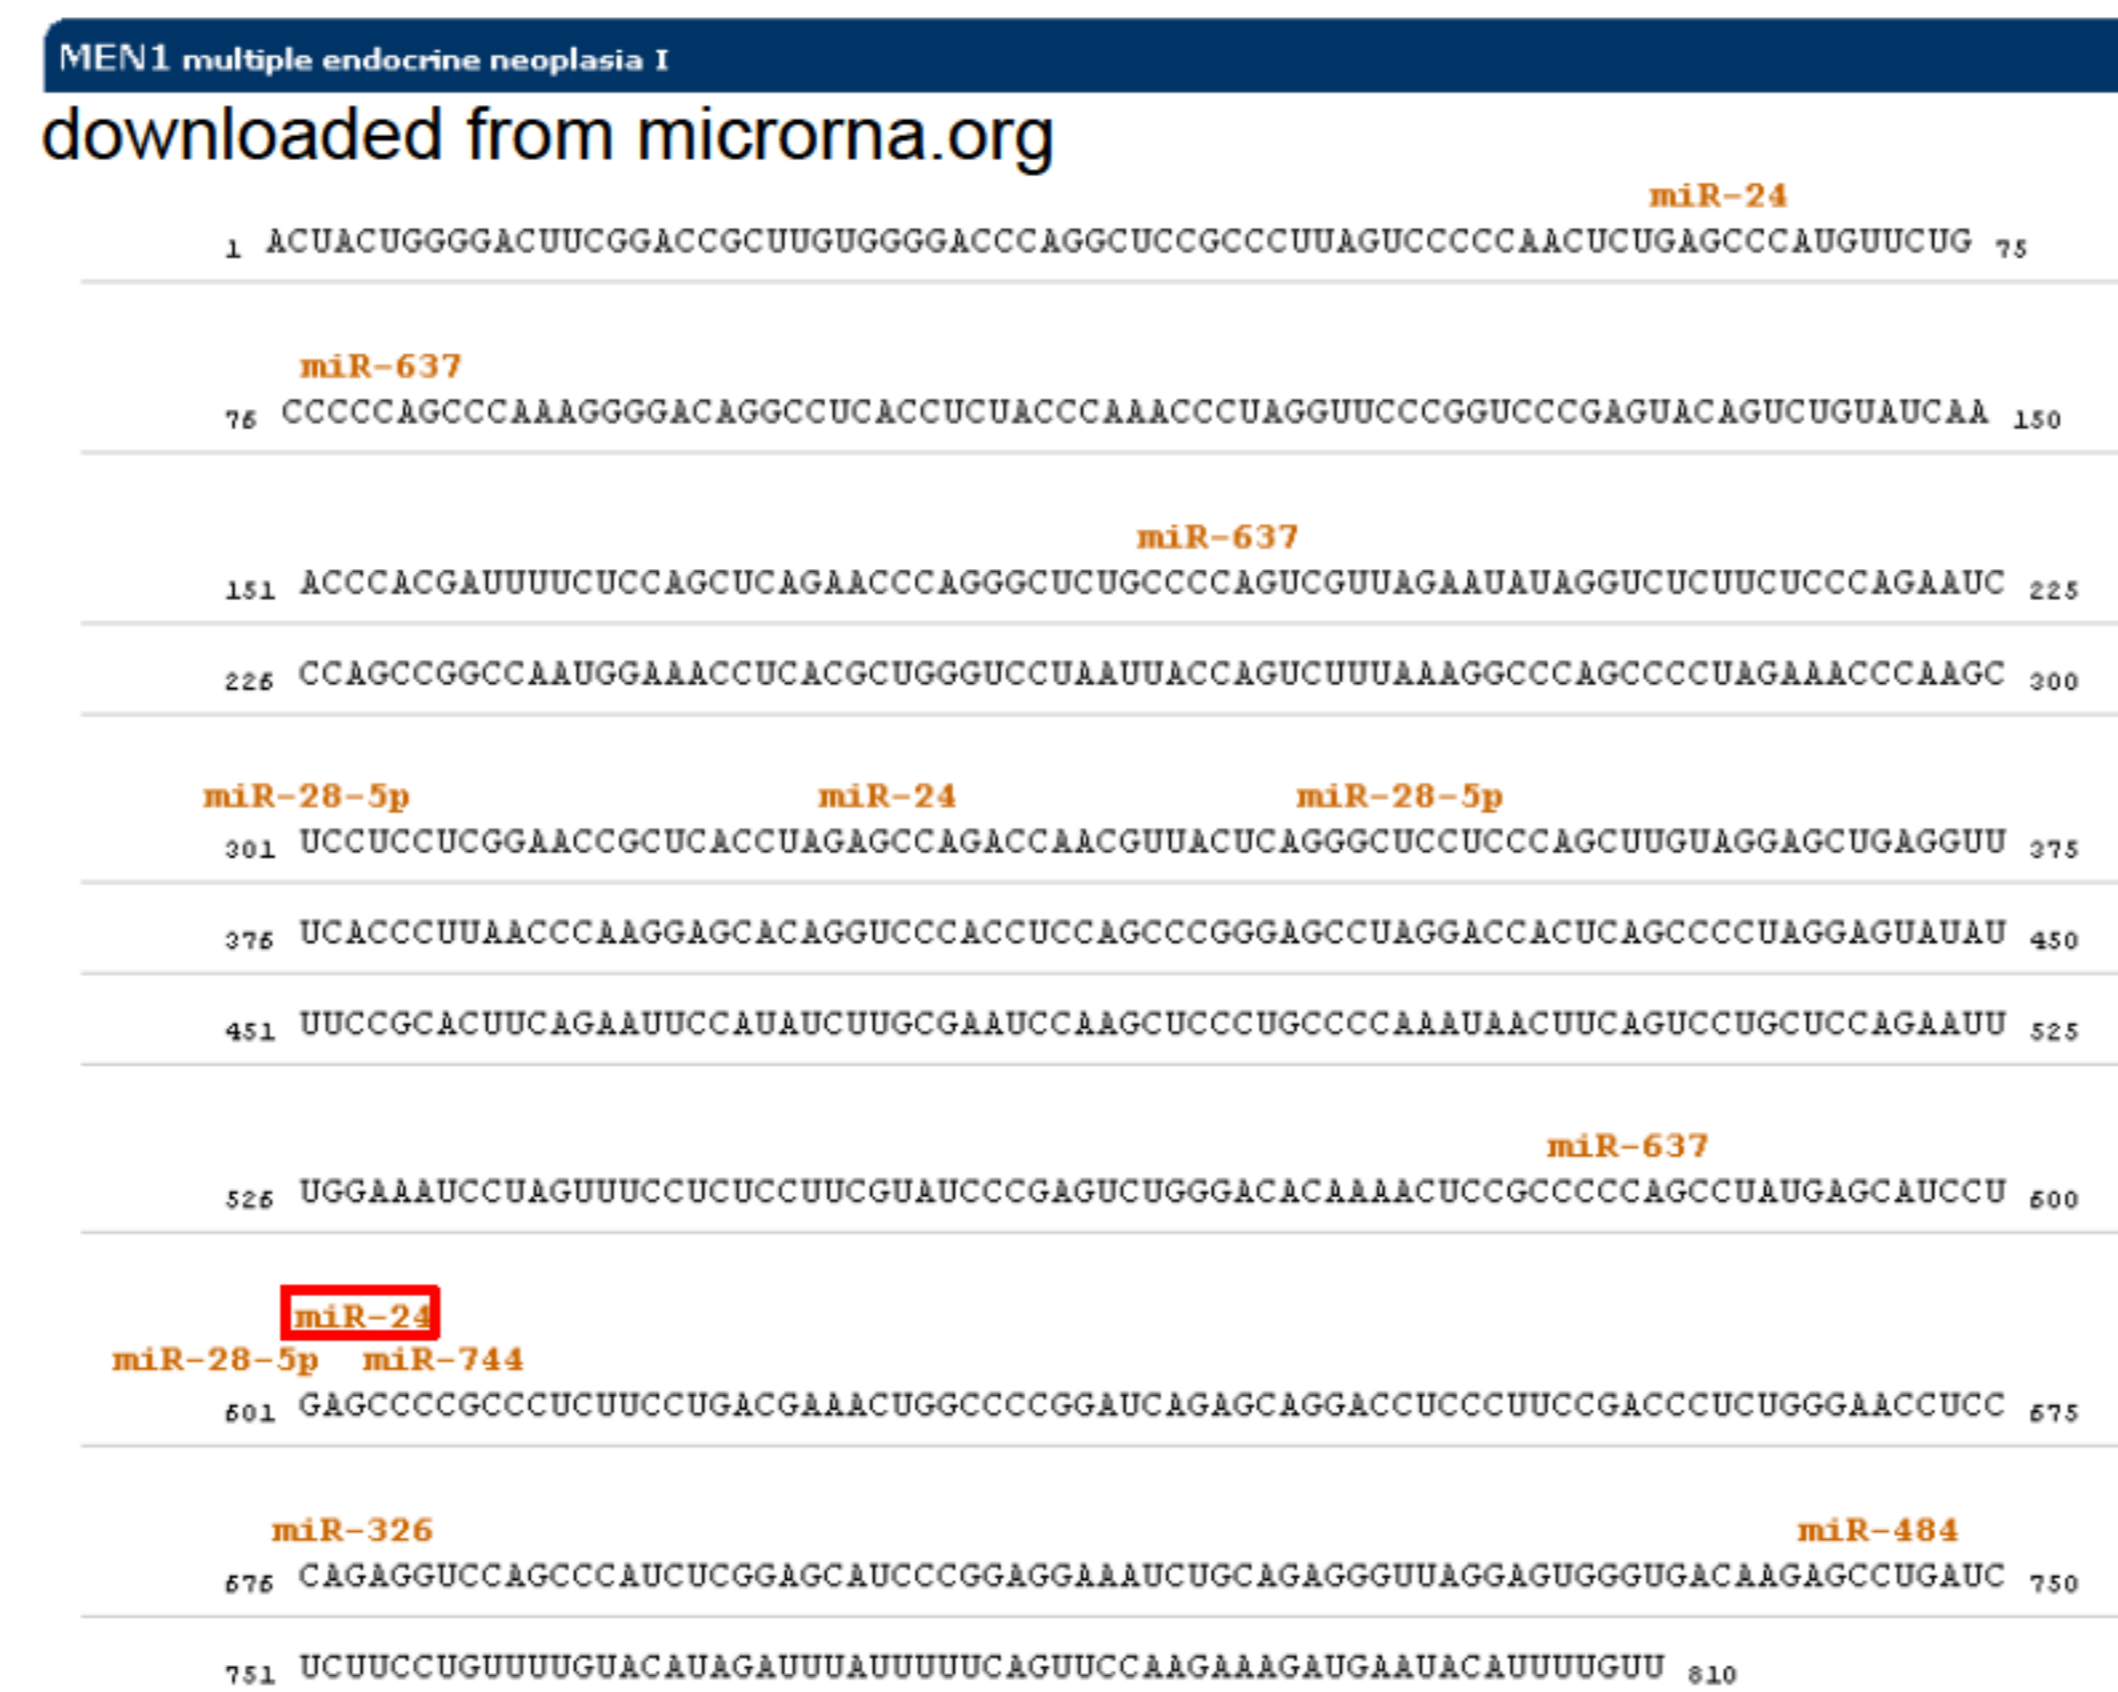 MEN1 multiple endocrine neoplasia I
downloaded from microrna.org
miR-24
1 ACUACUGGGGACUUCGGACCGCUUGUGGGGACCCAGGCUCCGCCCUUAGUCCCCCAACUCUGAGCCCAUGUUCUG 75
miR-637
76 CCCCCAGCCCAAAGGGGACAGGCCUCACCUCUACCCAAACCCUAGGUUCCCGGUCCCGAGUACAGUCUGUAUCAA 150
miR-637
151 ACCCACGAUUUUCUCCAGCUCAGAACCCAGGGCUCUGCCCCAGUCGUUAGAAUAUAGGUCUCUUCUCCCAGAAUC 225
226 CCAGCCGGCCAAUGGAAACCUCACGCUGGGUCCUAAUUACCAGUCUUUAAAGGCCCAGCCCCUAGAAACCCAAGC 300
miR-28-5p miR-24 miR-28-5p
301 UCCUCCUCGGAACCGCUCACCUAGAGCCAGACCAACGUUACUCAGGGCUCCUCCCAGCUUGUAGGAGCUGAGGUU 375
376 UCACCCUUAACCCAAGGAGCACAGGUCCCACCUCCAGCCCGGGAGCCUAGGACCACUCAGCCCCUAGGAGUAUAU 450
451 UUCCGCACUUCAGAAUUCCAUAUCUUGCGAAUCCAAGCUCCCUGCCCCAAAUAACUUCAGUCCUGCUCCAGAAUU 525
miR-637
526 UGGAAAUCCUAGUUUCCUCUCCUUCGUAUCCCGAGUCUGGGACACAAAACUCCGCCCCCAGCCUAUGAGCAUCCU 600
miR-24
miR-28-5p miR-744
601 GAGCCCCGCCCUCUUCCUGACGAAACUGGCCCCGGAUCAGAGCAGGACCUCCCUUCCGACCCUCUGGGAACCUCC 675
miR-326 miR-484
676 CAGAGGUCCAGCCCAUCUCGGAGCAUCCCGGAGGAAAUCUGCAGAGGGUUAGGAGUGGGUGACAAGAGCCUGAUC 750
751 UCUUCCUGUUUUGUACAUAGAUUUAUUUUUCAGUUCCAAGAAAGAUGAAUACAUUUUGUU 810